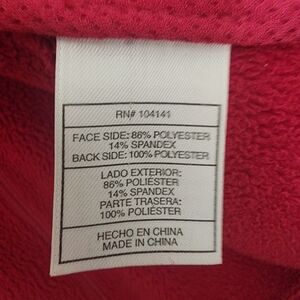 RN# 104141
FACE SIDE: 86% POLYESTER
14% SPANDEX
BACK SIDE: 100% POLYESTER
LADO EXTERIOR:
86% POLIÉSTER
14% SPANDEX
PARTE TRASERA:
100% POLIÉSTER
HECHO EN CHINA
MADE IN CHINA